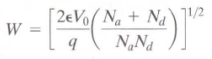 W = [2εV₀/q (Nₐ + N_d / NₐN_d)]^1/2